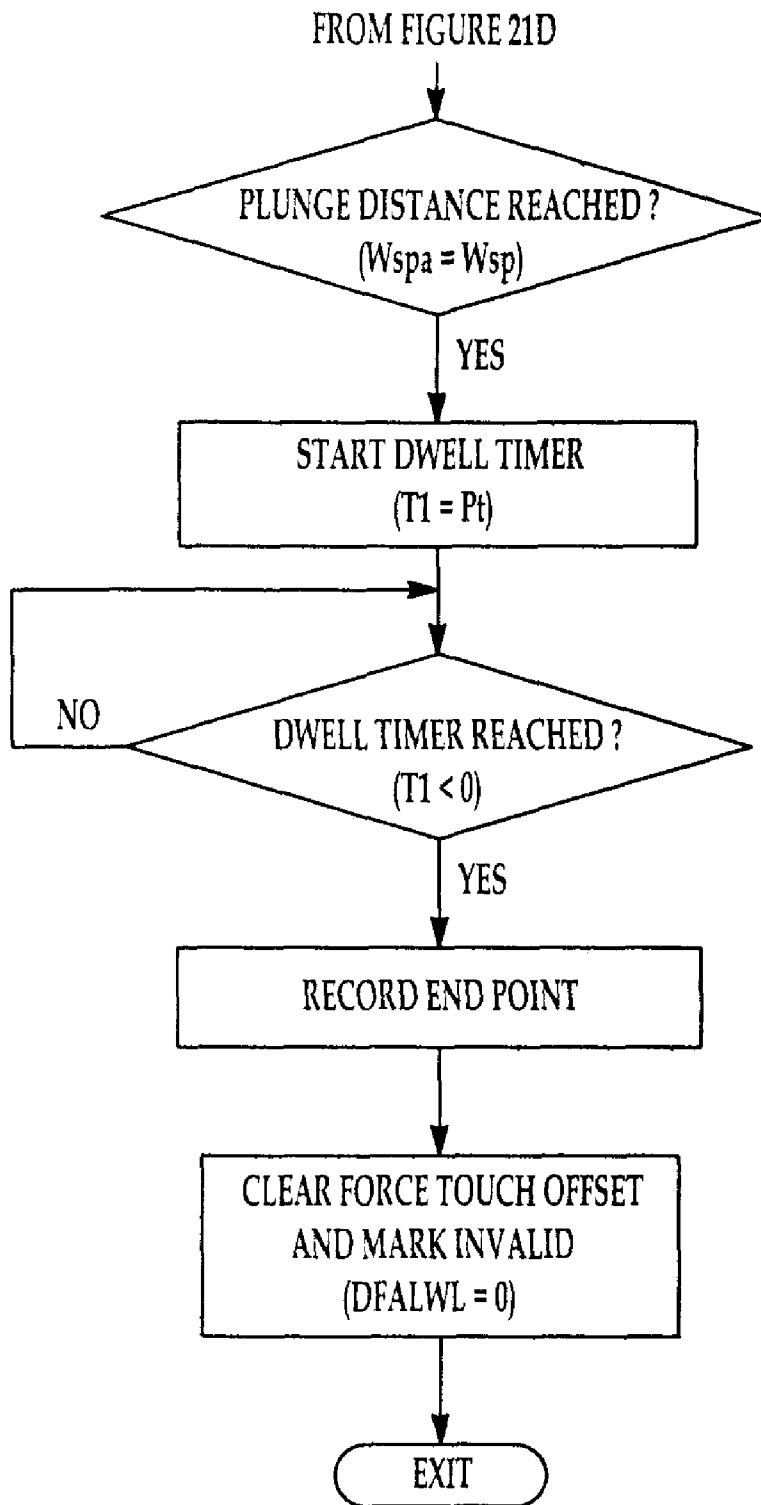 FROM FIGURE 21D
PLUNGE DISTANCE REACHED ?
(Wspa = Wsp)
YES
START DWELL TIMER
(T1 = Pt)
NO
DWELL TIMER REACHED ?
(T1 < 0)
YES
RECORD END POINT
CLEAR FORCE TOUCH OFFSET
AND MARK INVALID
(DFALWL = 0)
EXIT